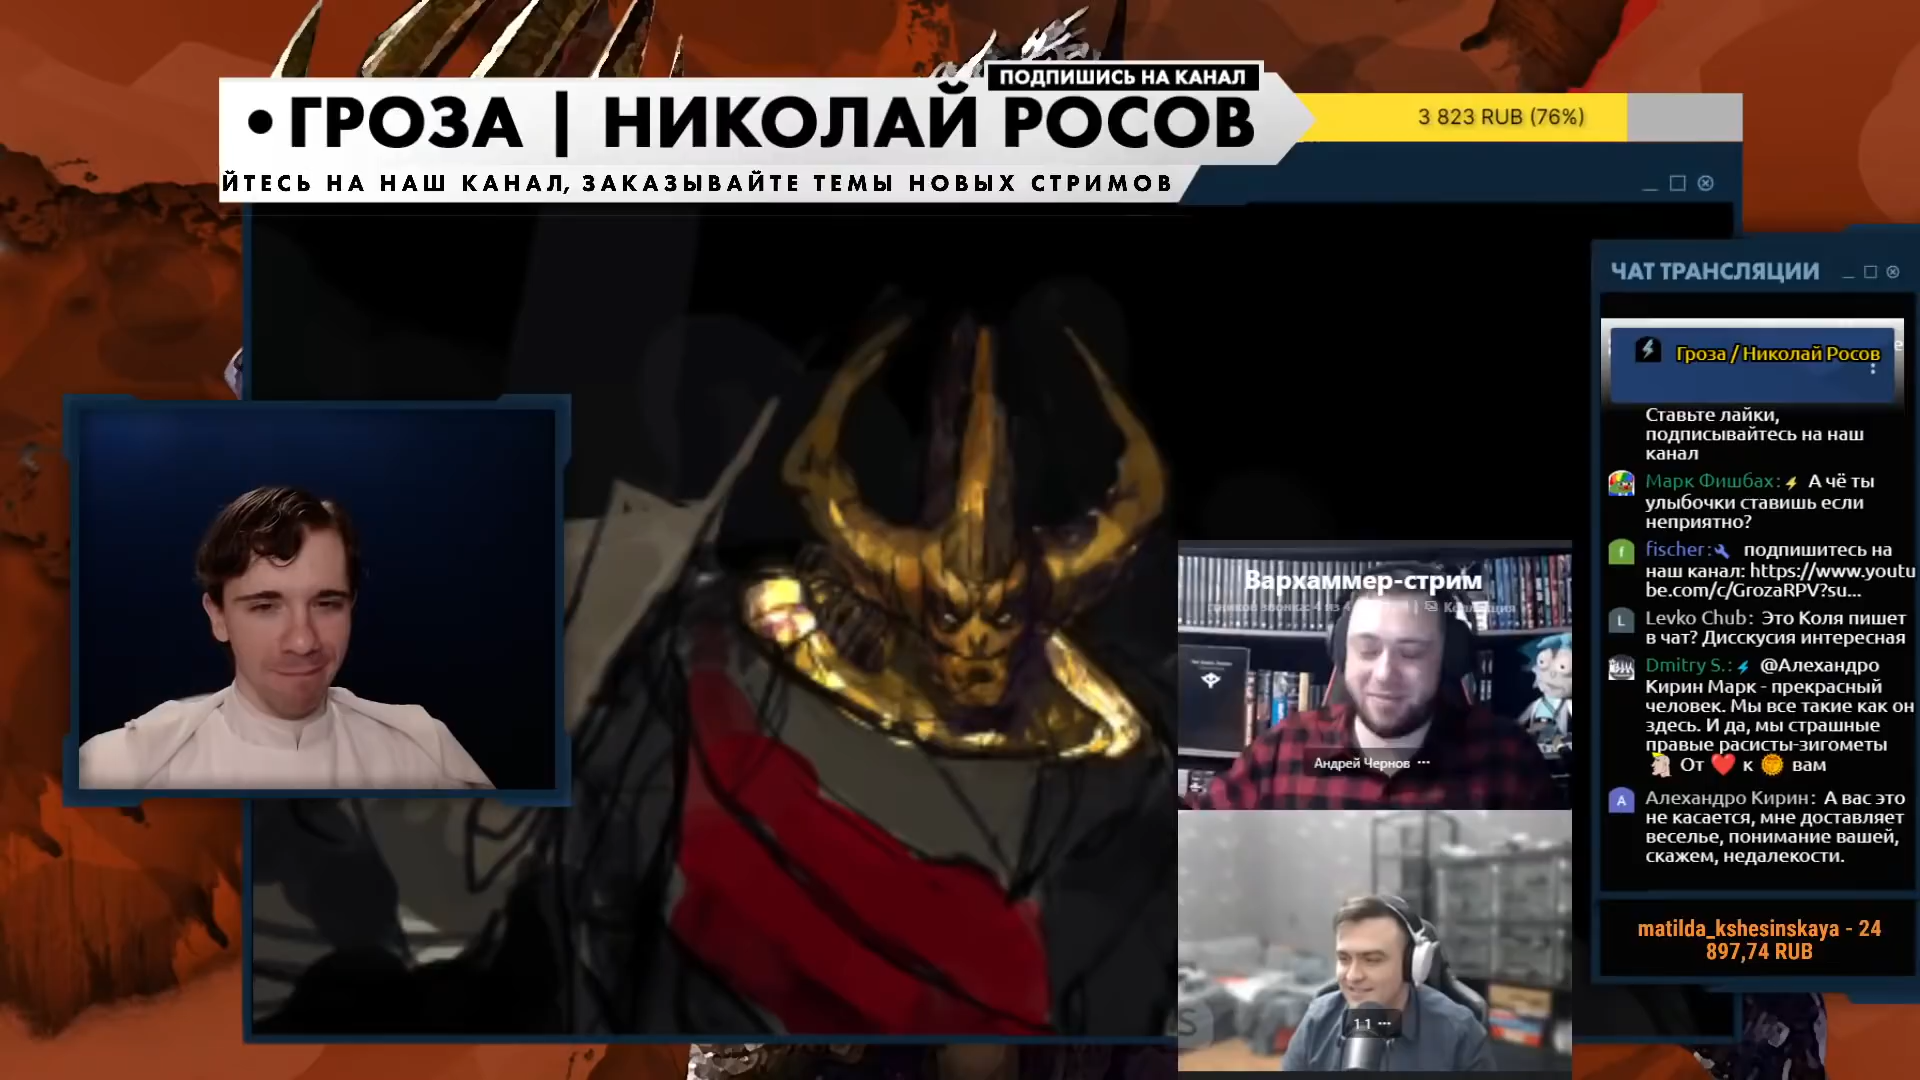 ПОДПИШИСЬ НА КАНАЛ
• ГРОЗА | НИКОЛАЙ РОСОВ
3 823 RUB (76%)
ЙТЕСЬ НА НАШ КАНАЛ, ЗАКАЗЫВАЙТЕ ТЕМЫ НОВЫХ СТРИМОВ
ЧАТ ТРАНСЛЯЦИИ
Гроза / Николай Росов
Ставьте лайки,
подписывайтесь на наш
канал
Марк Фишбах: А чё ты
улыбочки ставишь если
неприятно?
fischer: подпишитесь на
наш канал: https://www.youtu
be.com/c/GrozaRPV?su...
Levko Chub: Это Коля пишет
в чат? Дисскусия интересная
Dmitry S.: @Алехандро
Кирин Марк - прекрасный
человек. Мы все такие как он
здесь. И да, мы страшные
правые расисты-зигометы
От к вам
Алехандро Кирин: А вас это
не касается, мне доставляет
веселье, понимание вашей,
скажем, недалекости.
matilda_kshesinskaya - 24
897,74 RUB
Вархаммер-стрим
Андрей Чернов ···
11 ···